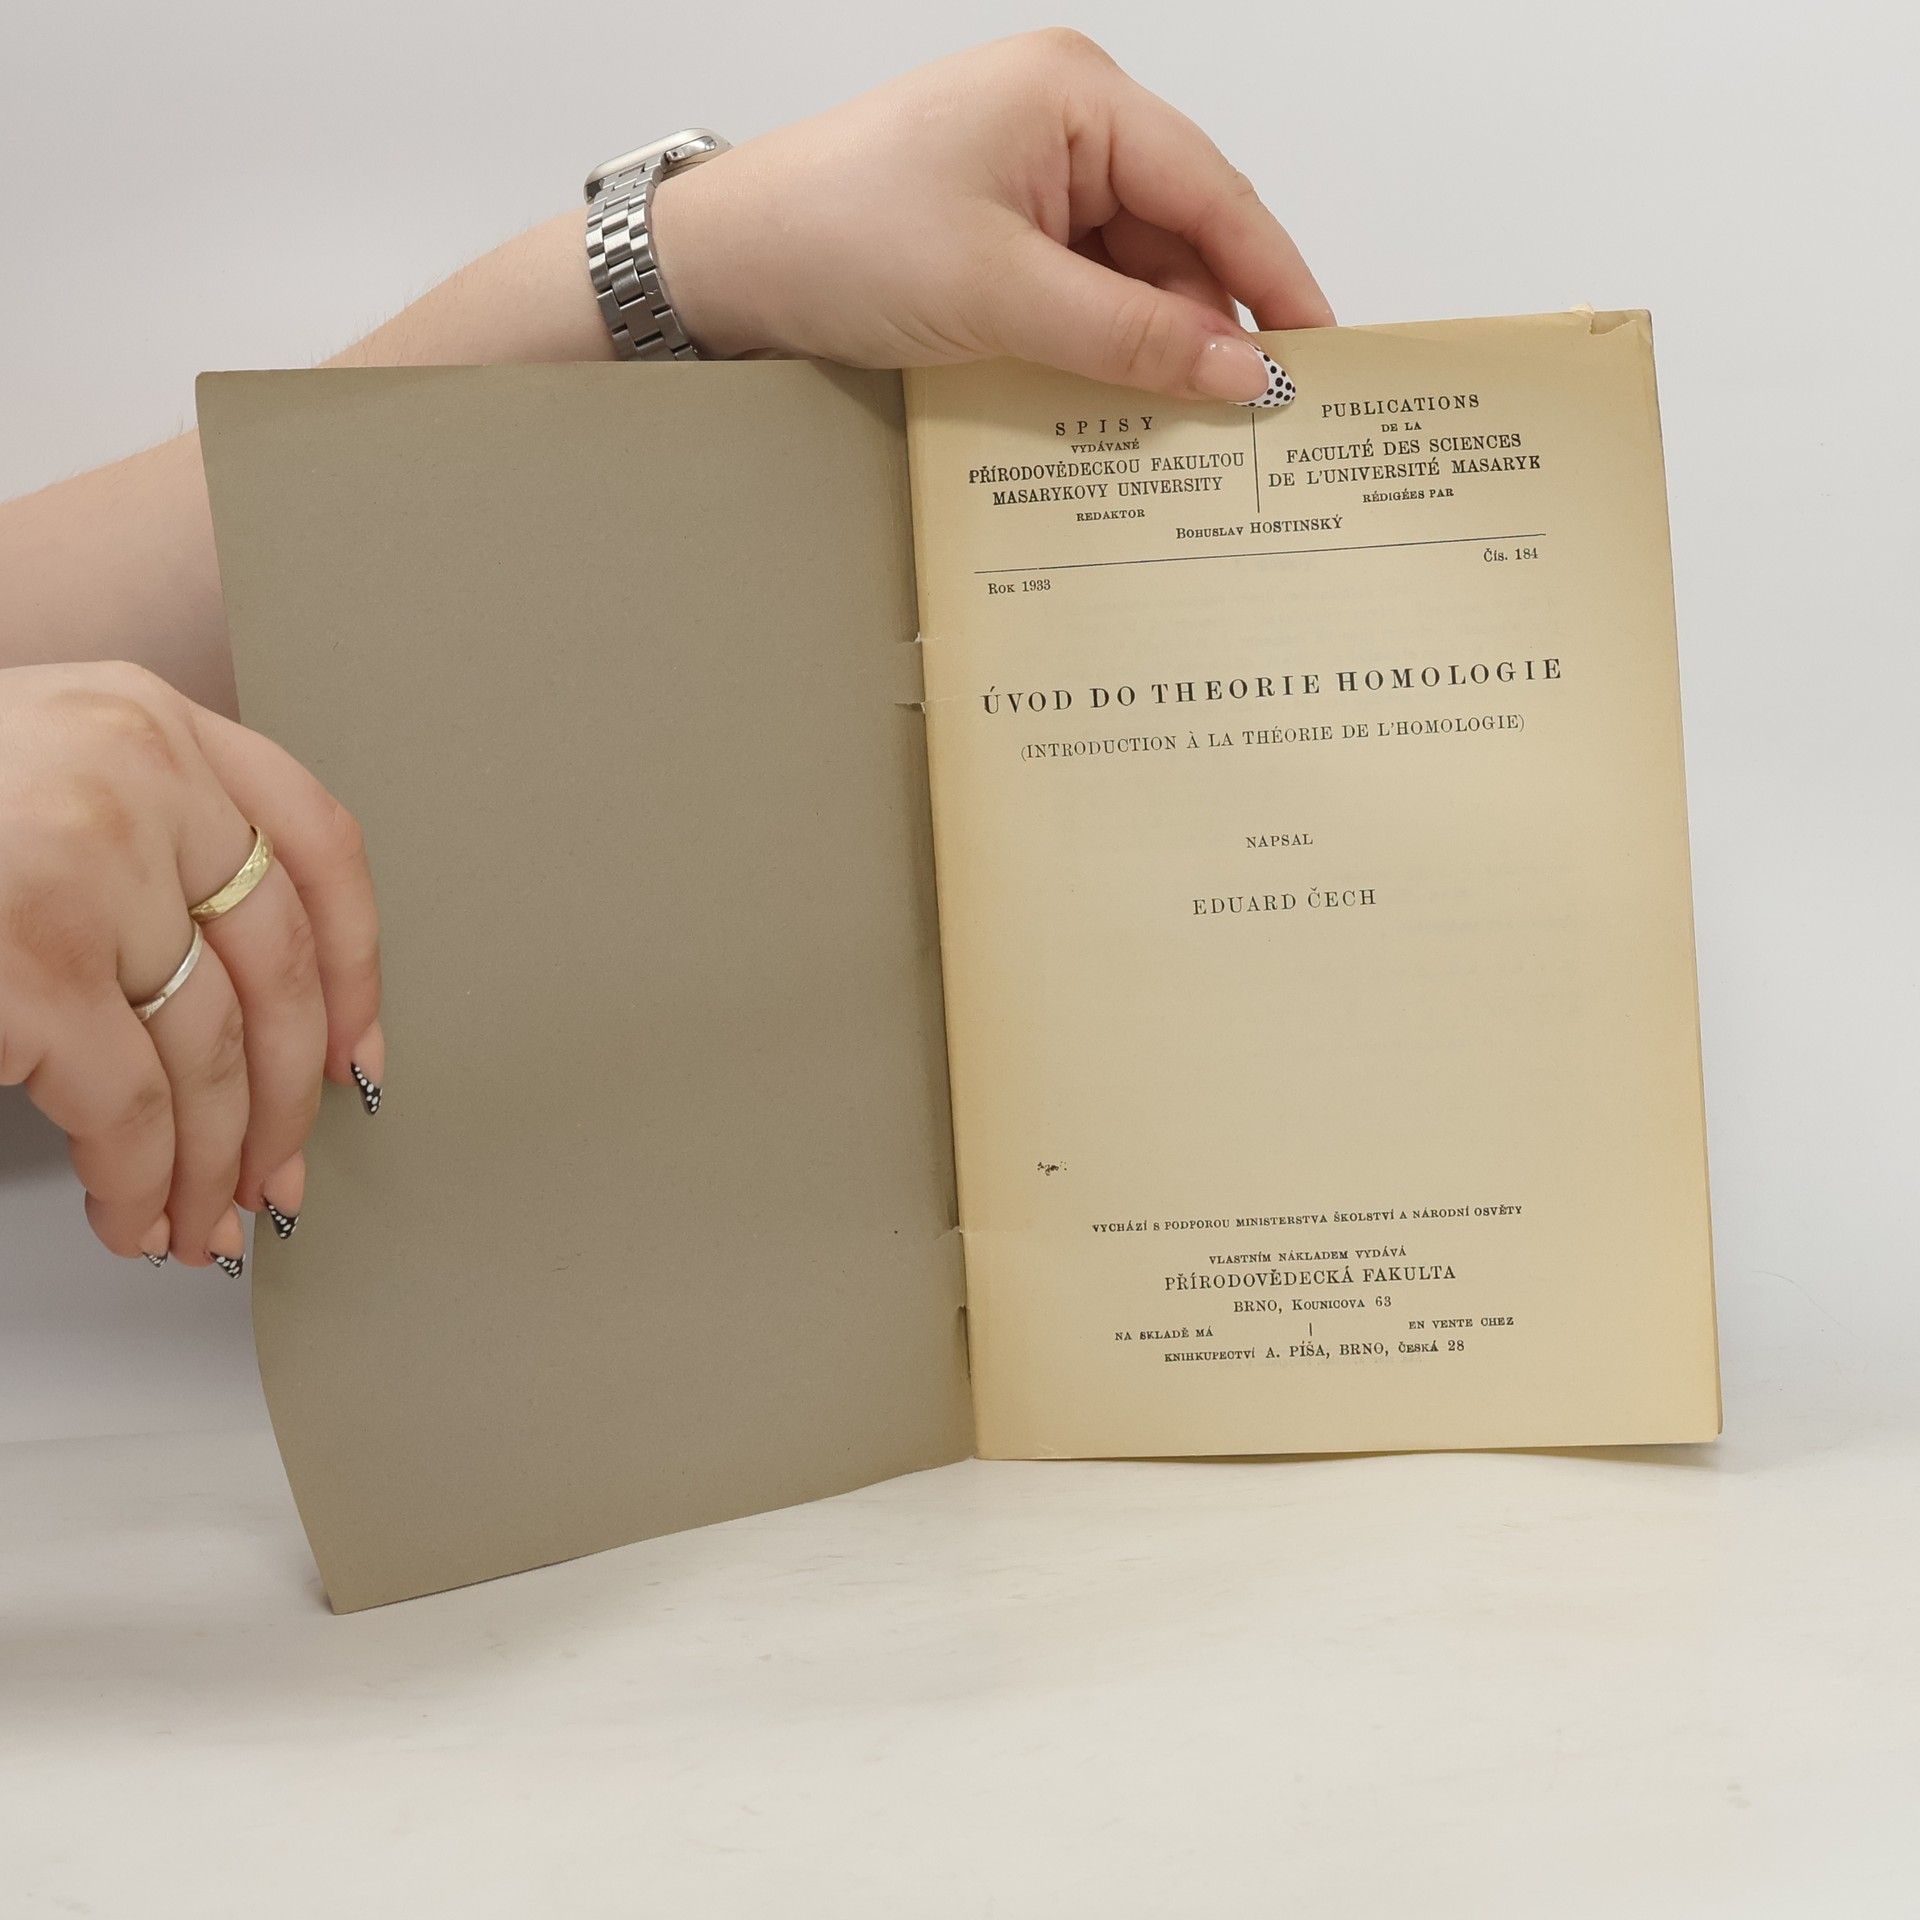 SPISY
VYDÁVANÉ
PŘÍRODOVĚDECKOU FAKULTOU
MASARYKOVY UNIVERSITY
REDAKTOR
PUBLICATIONS
DE LA
FACULTÉ DES SCIENCES
DE L'UNIVERSITÉ MASARYK
RÉDIGÉES PAR
BOHUSLAV HOSTINSKÝ
ROK 1933
Čís. 184
ÚVOD DO THEORIE HOMOLOGIE
(INTRODUCTION À LA THÉORIE DE L'HOMOLOGIE)
NAPSAL
EDUARD ČECH
VYCHÁZÍ S PODPOROU MINISTERSTVA ŠKOLSTVÍ A NÁRODNÍ OSVĚTY
VLASTNÍM NÁKLADEM VYDÁVÁ
PŘÍRODOVĚDECKÁ FAKULTA
BRNO, KOUNICOVA 63
NA SKLADĚ MÁ | EN VENTE CHEZ
KNIHKUPECTVÍ A. PÍŠA, BRNO, ČESKÁ 28